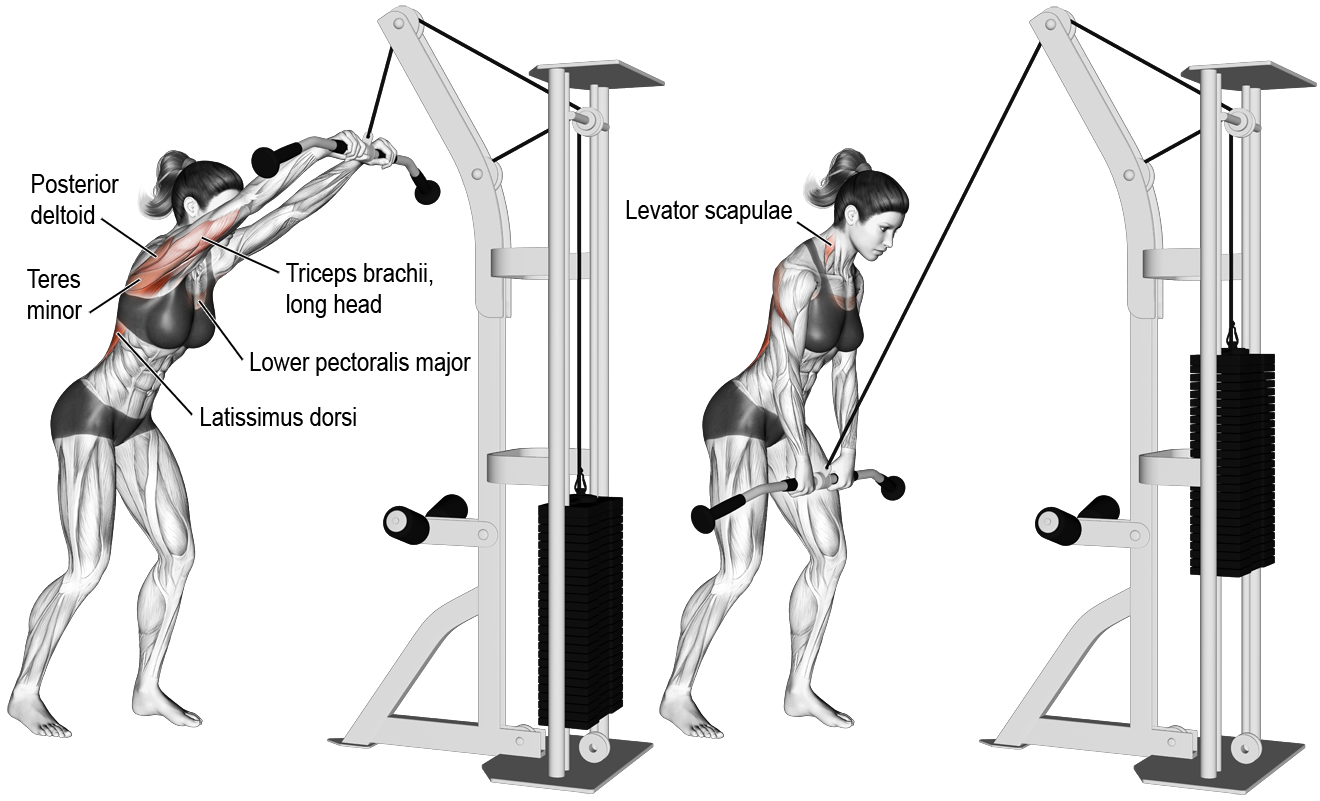 Posterior
deltoid
Teres
minor
Triceps brachii,
long head
Lower pectoralis major
Latissimus dorsi
Levator scapulae